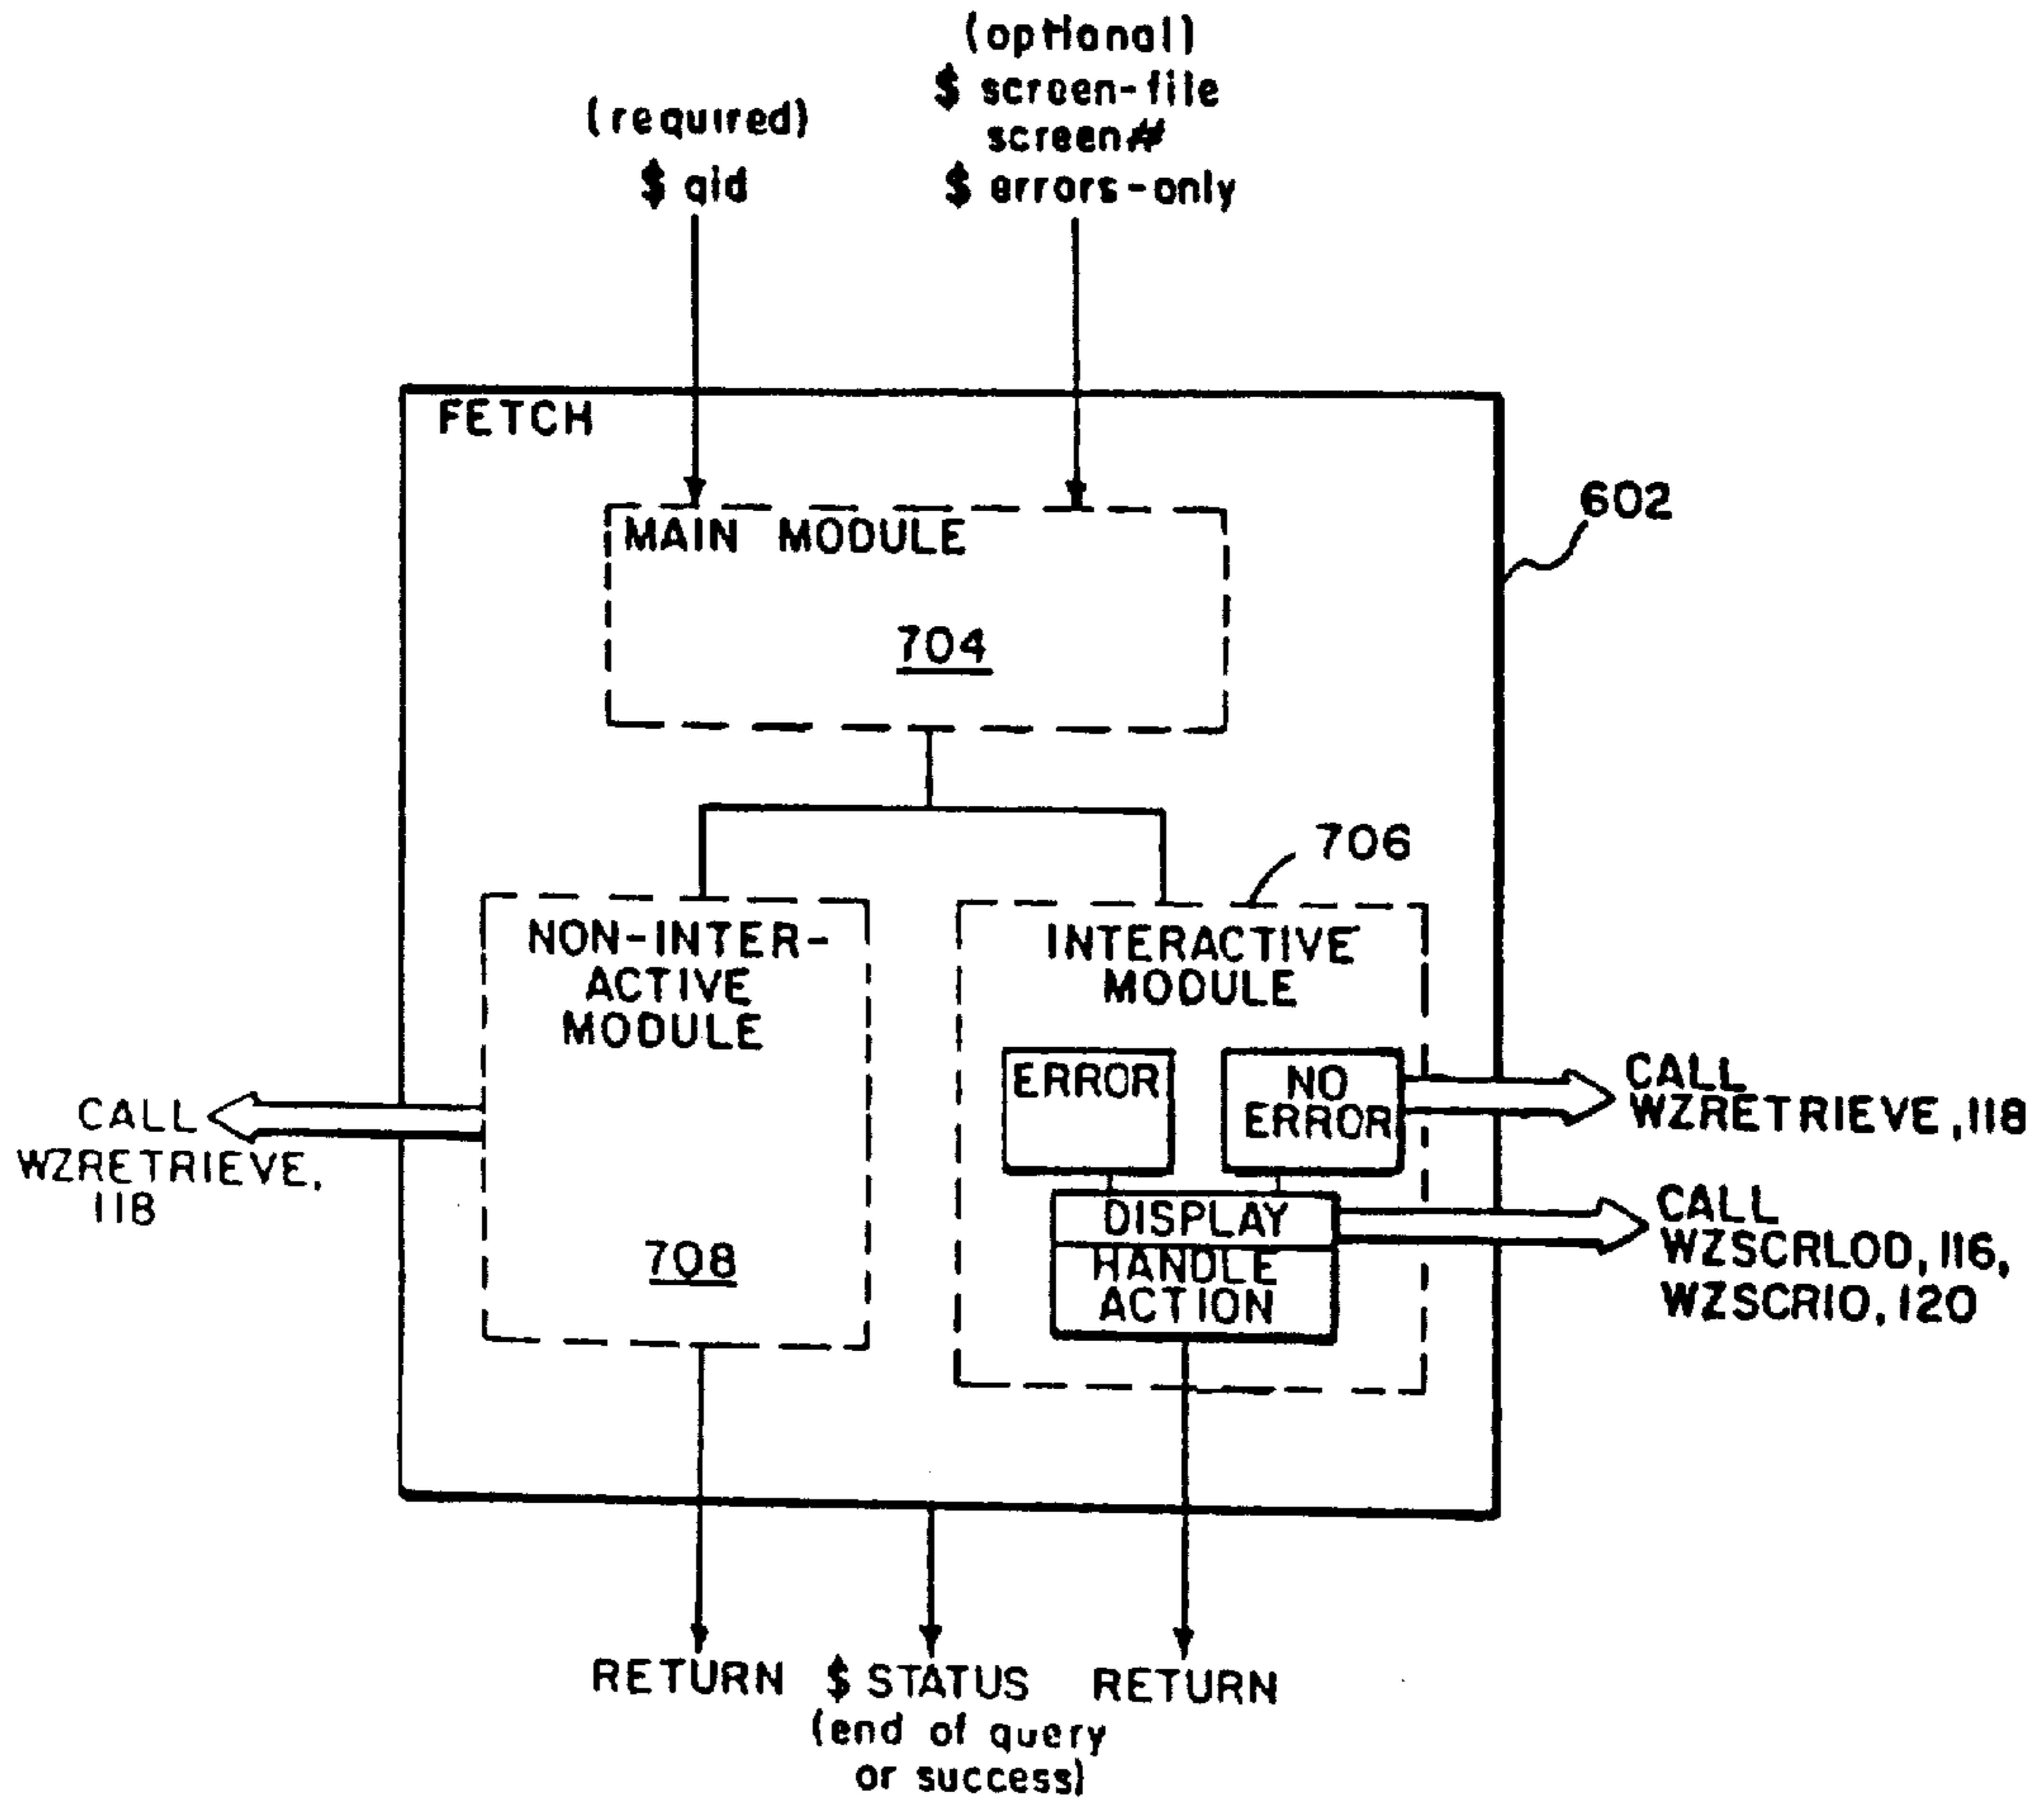 (optional)
$ screen-file
screen#
$ errors-only
(required)
$ qid
FETCH
602
MAIN MODULE
704
706
NON-INTER-
ACTIVE
MODULE
708
INTERACTIVE
MODULE
ERROR
NO
ERROR
DISPLAY
HANDLE
ACTION
CALL
WZRETRIEVE,
118
CALL
WZRETRIEVE, 118
CALL
WZSCRLOD, 116,
WZSCRIO, 120
RETURN
$ STATUS
(end of query
or success)
RETURN